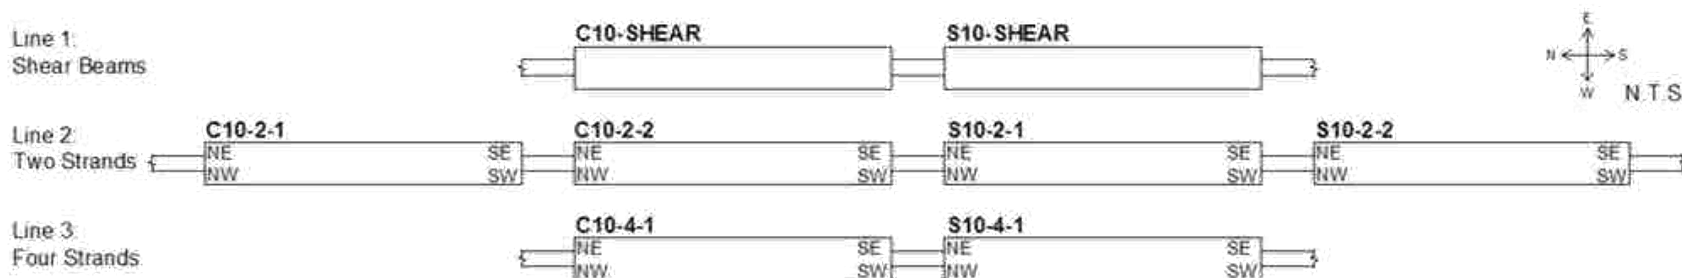 Line 1:
Shear Beams
C10-SHEAR
S10-SHEAR
E
N
S
W
N.T.S
Line 2:
Two Strands
C10-2-1
NE
NW
SE
SW
C10-2-2
NE
NW
SE
SW
S10-2-1
NE
NW
SE
SW
S10-2-2
NE
NW
SE
SW
Line 3:
Four Strands
C10-4-1
NE
NW
SE
SW
S10-4-1
NE
NW
SE
SW